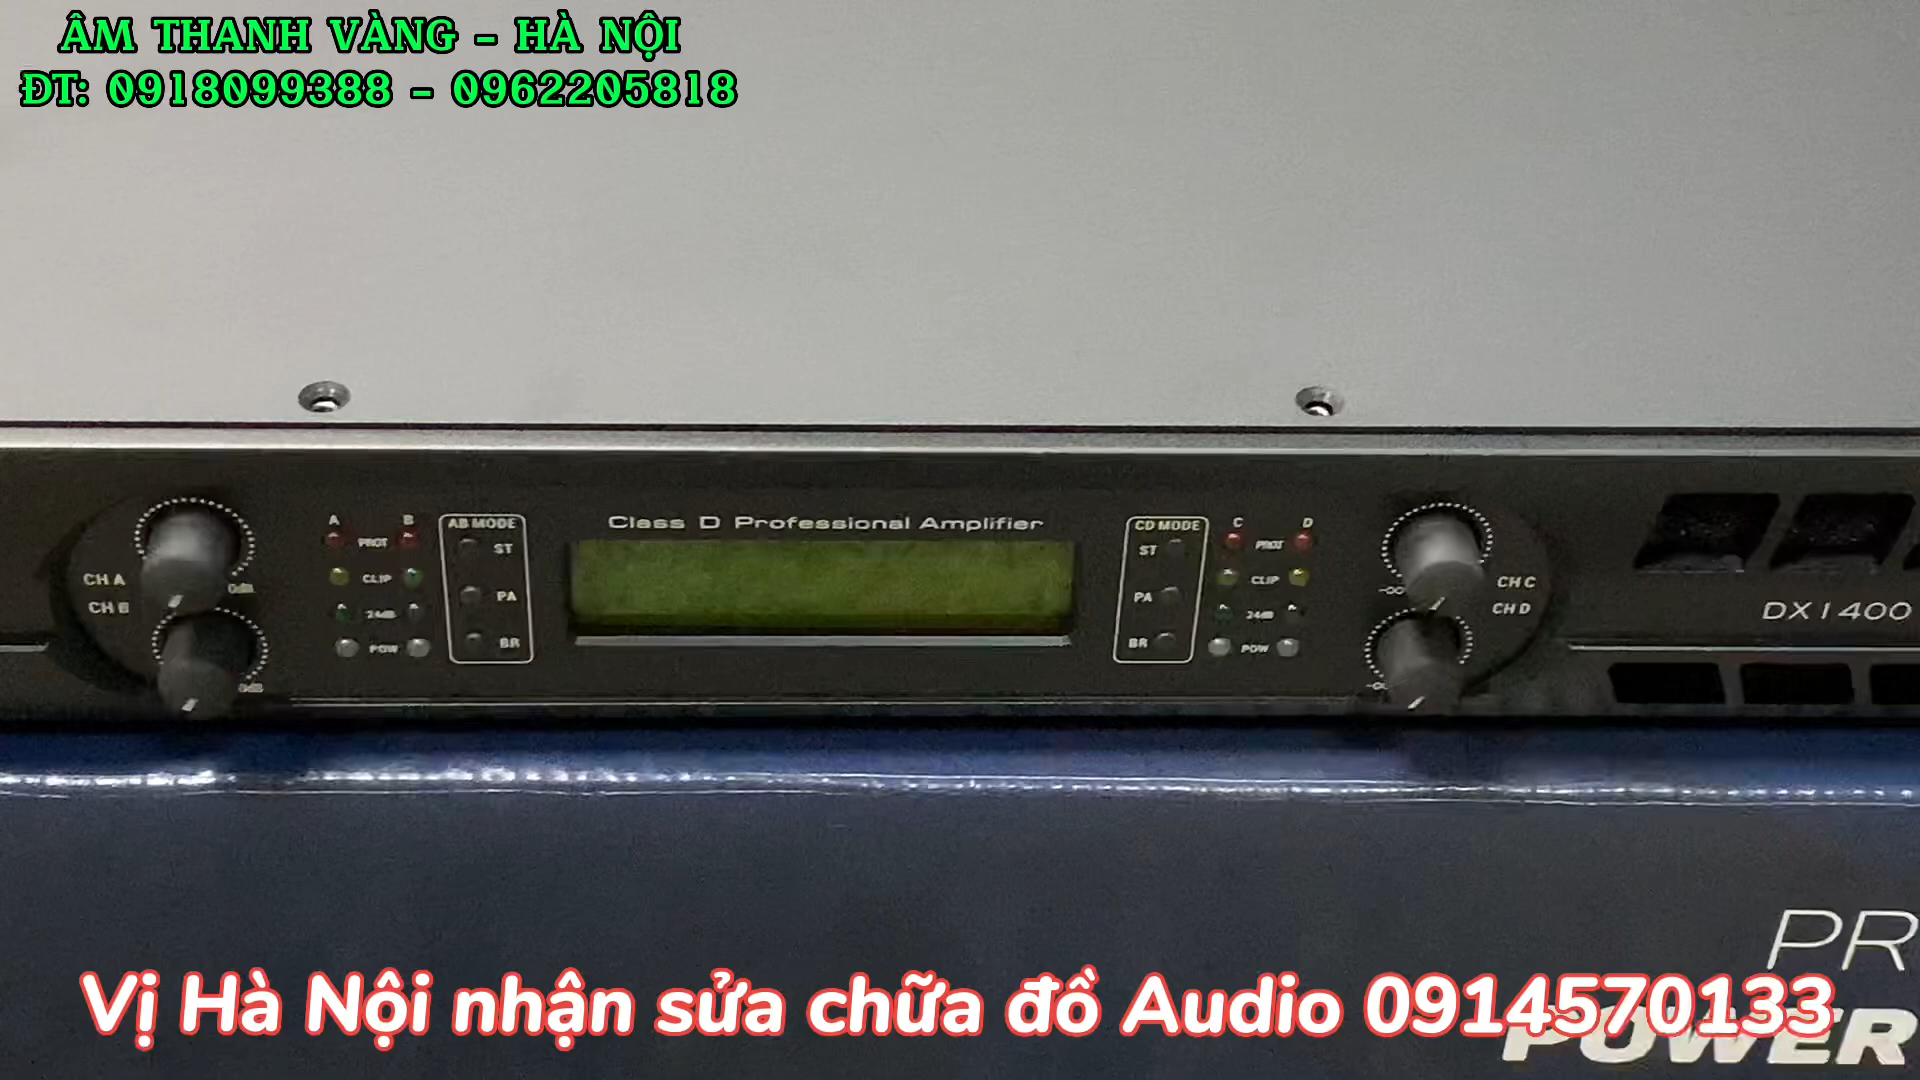 ÂM THANH VÀNG - HÀ NỘI
ĐT: 0918099388 - 0962205818
Class D Professional Amplifier
A B
PROT
CLIP
24dB
POW
AB MODE
ST
PA
BR
CD MODE
ST
PA
BR
C D
PROT
CLIP
24dB
POW
CH A
CH B
0dB
0dB
CH C
CH D
-∞
-∞
DX1400
PR
Vị Hà Nội nhận sửa chữa đồ Audio 0914570133
POWER